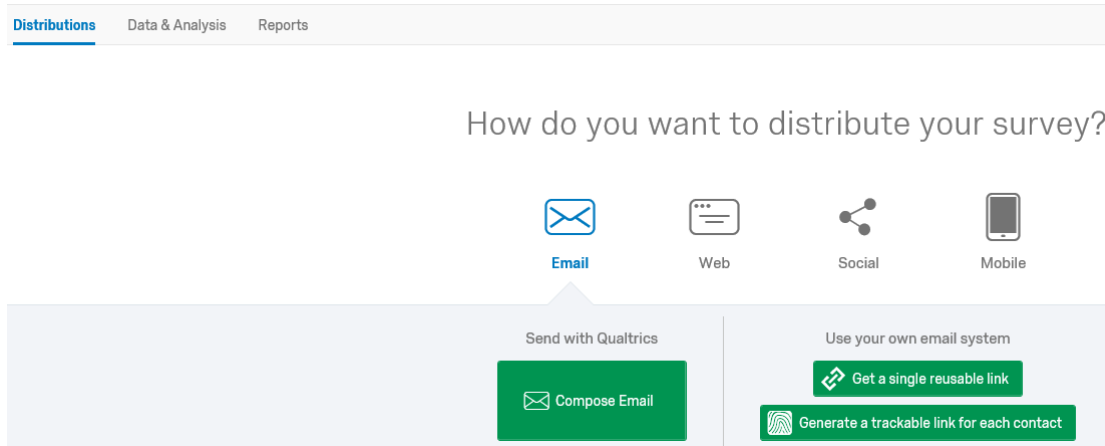 Distributions Data & Analysis Reports
How do you want to distribute your survey?
Email Web Social Mobile
Send with Qualtrics
Compose Email
Use your own email system
Get a single reusable link
Generate a trackable link for each contact